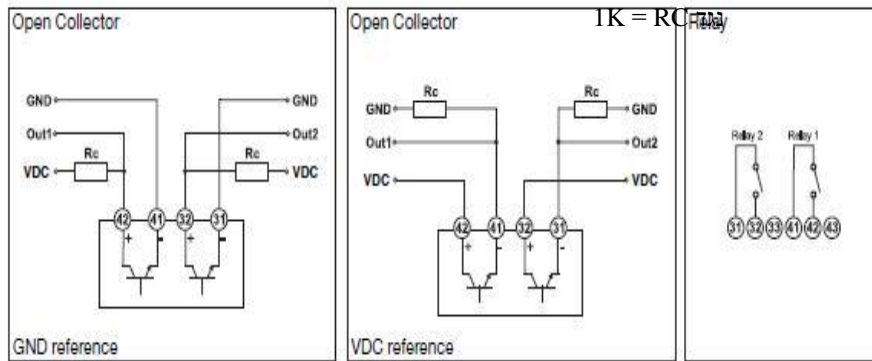 1K = RC נגד
Open Collector
GND
Out1
VDC
Rc
GND
Out2
VDC
Rc
42 41 32 31
+ - + -
GND reference
Open Collector
Rc
GND
Out1
VDC
Rc
GND
Out2
VDC
42 41 32 31
+ - + -
VDC reference
Relay
Relay 2 Relay 1
31 32 33 41 42 43